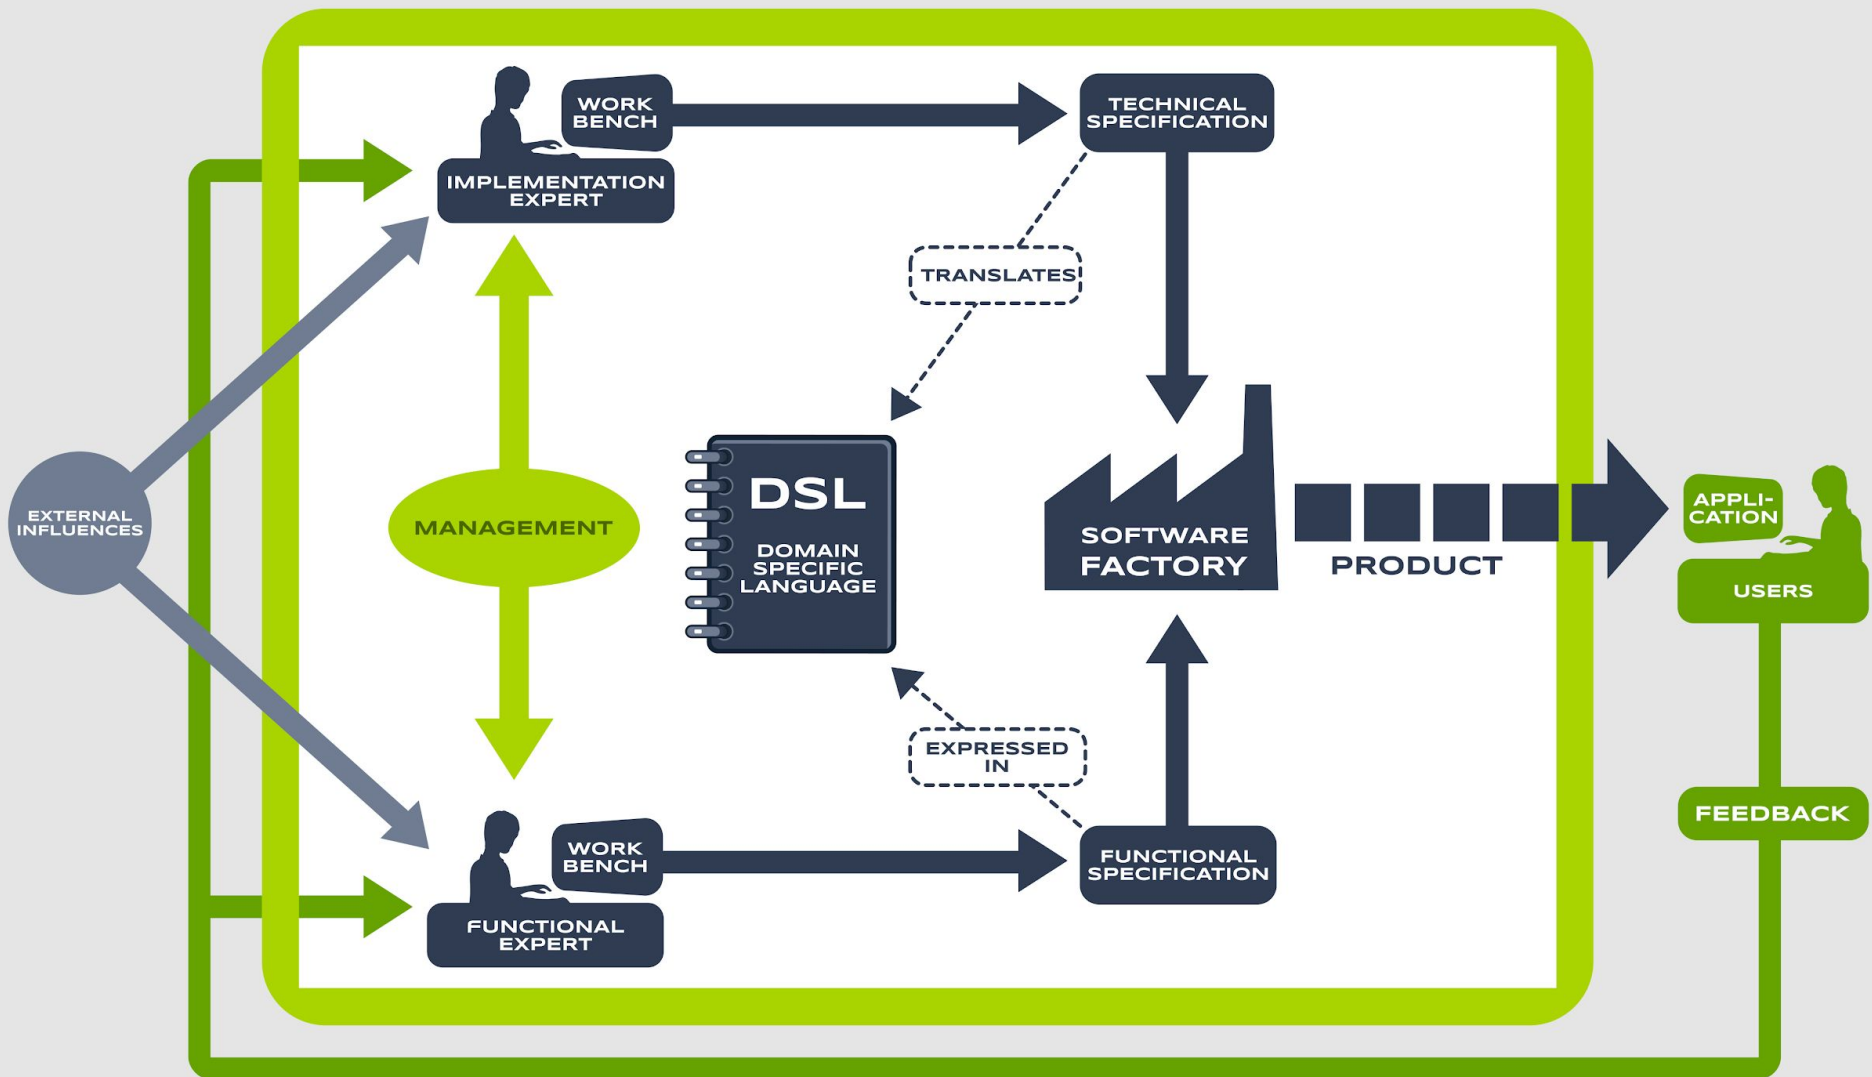 WORK
BENCH
IMPLEMENTATION
EXPERT
TECHNICAL
SPECIFICATION
TRANSLATES
EXTERNAL
INFLUENCES
MANAGEMENT
DSL
DOMAIN
SPECIFIC
LANGUAGE
SOFTWARE
FACTORY
PRODUCT
APPLI-
CATION
USERS
EXPRESSED
IN
FEEDBACK
WORK
BENCH
FUNCTIONAL
EXPERT
FUNCTIONAL
SPECIFICATION